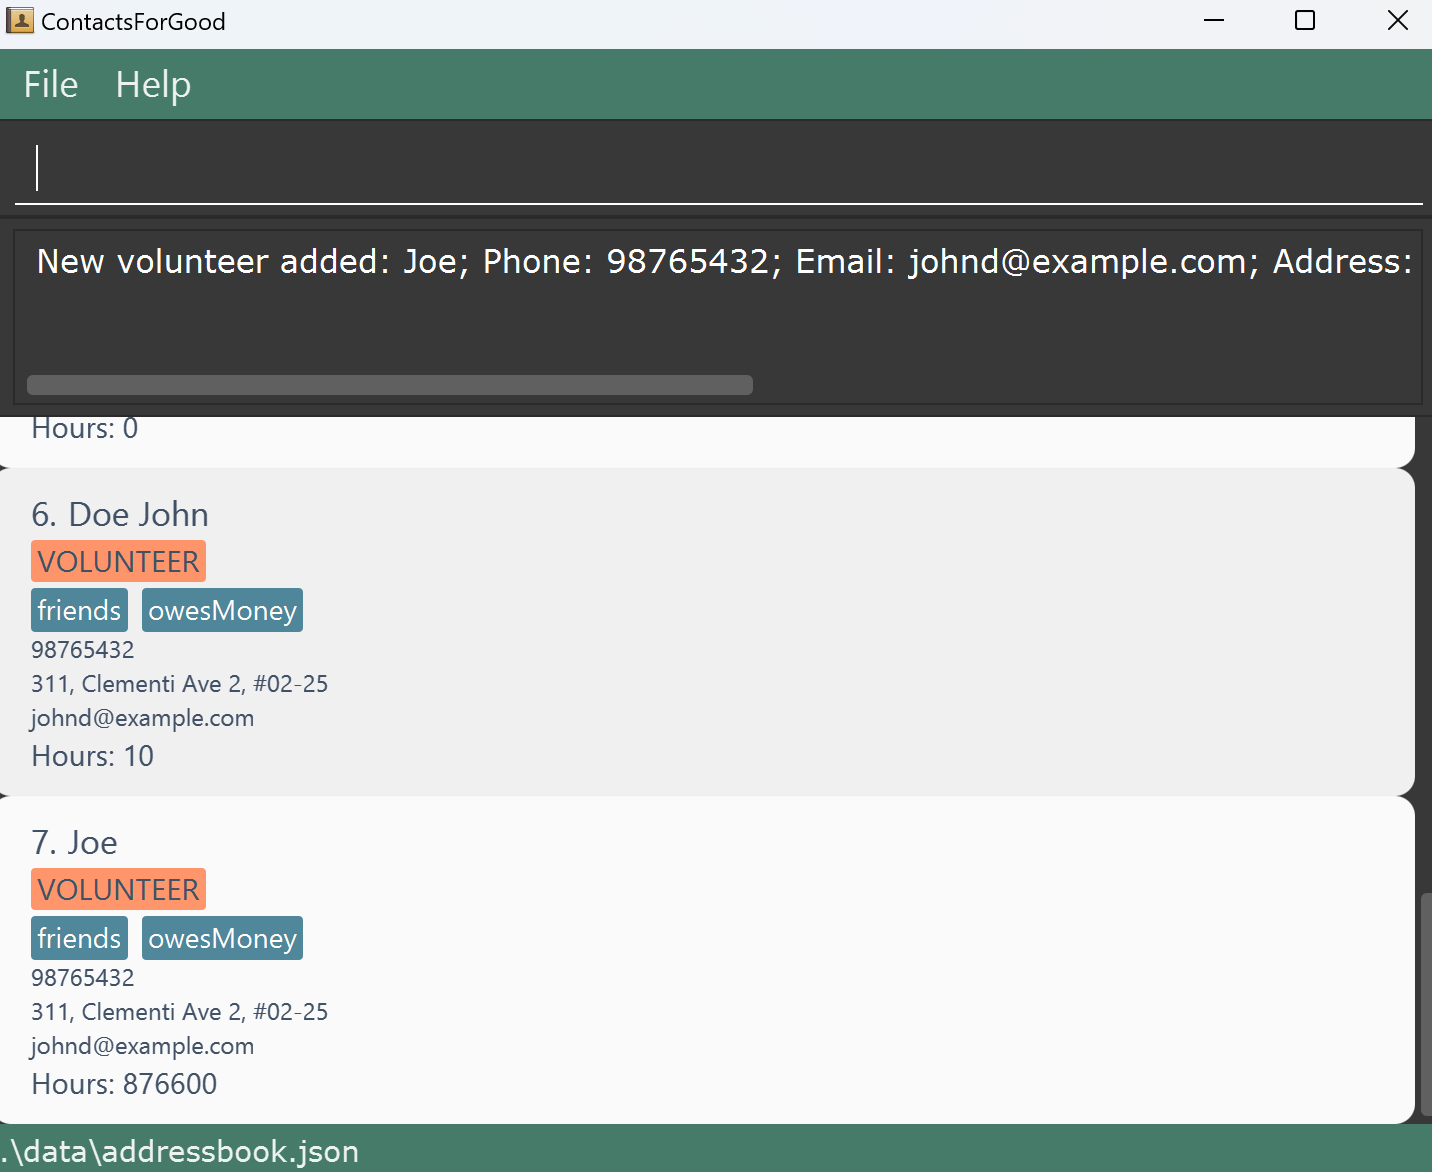 ContactsForGood
File Help
New volunteer added: Joe; Phone: 98765432; Email: johnd@example.com; Address:
Hours: 0
6. Doe John
VOLUNTEER
friends owesMoney
98765432
311, Clementi Ave 2, #02-25
johnd@example.com
Hours: 10
7. Joe
VOLUNTEER
friends owesMoney
98765432
311, Clementi Ave 2, #02-25
johnd@example.com
Hours: 876600
.\data\addressbook.json